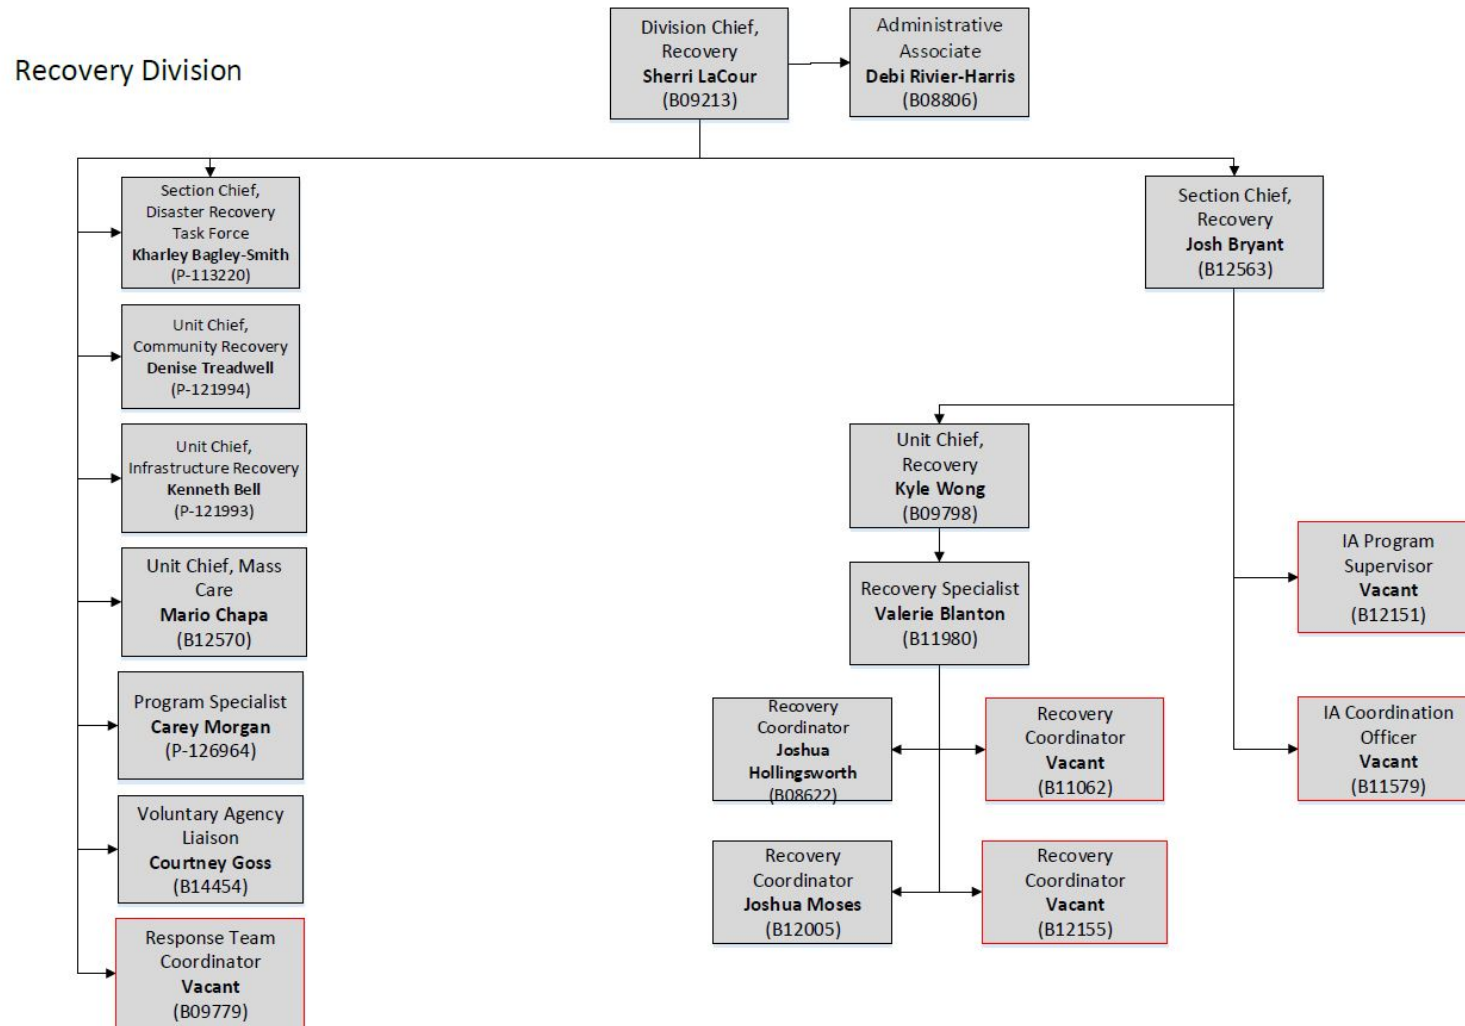 Recovery Division
Division Chief,
Recovery
Sherri LaCour
(B09213)
Administrative
Associate
Debi Rivier-Harris
(B08806)
Section Chief,
Disaster Recovery
Task Force
Kharley Bagley-Smith
(P-113220)
Unit Chief,
Community Recovery
Denise Treadwell
(P-121994)
Unit Chief,
Infrastructure Recovery
Kenneth Bell
(P-121993)
Unit Chief, Mass
Care
Mario Chapa
(B12570)
Program Specialist
Carey Morgan
(P-126964)
Voluntary Agency
Liaison
Courtney Goss
(B14454)
Response Team
Coordinator
Vacant
(B09779)
Section Chief,
Recovery
Josh Bryant
(B12563)
Unit Chief,
Recovery
Kyle Wong
(B09798)
Recovery Specialist
Valerie Blanton
(B11980)
Recovery
Coordinator
Joshua
Hollingsworth
(B08622)
Recovery
Coordinator
Vacant
(B11062)
Recovery
Coordinator
Joshua Moses
(B12005)
Recovery
Coordinator
Vacant
(B12155)
IA Program
Supervisor
Vacant
(B12151)
IA Coordination
Officer
Vacant
(B11579)